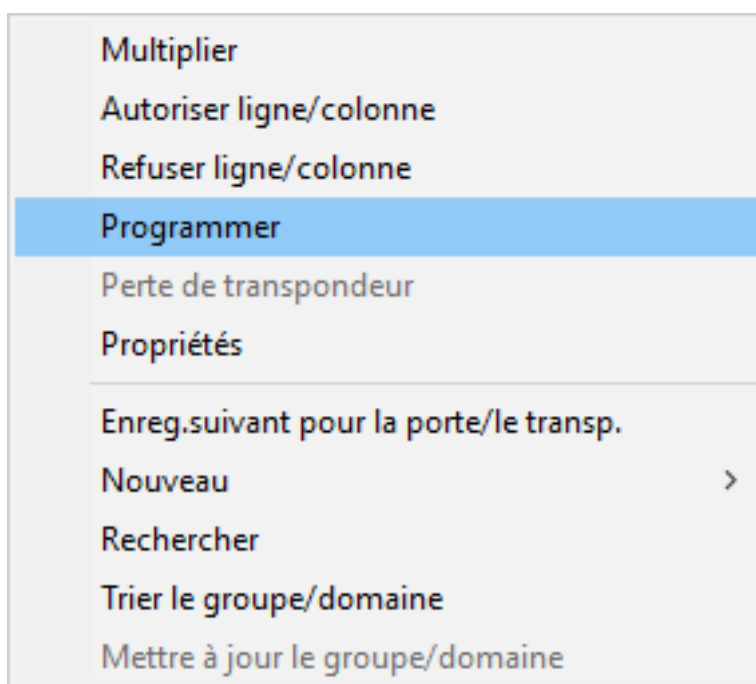 Multiplier
Autoriser ligne/colonne
Refuser ligne/colonne
Programmer
Perte de transpondeur
Propriétés
Enreg.suivant pour la porte/le transp.
Nouveau
Rechercher
Trier le groupe/domaine
Mettre à jour le groupe/domaine